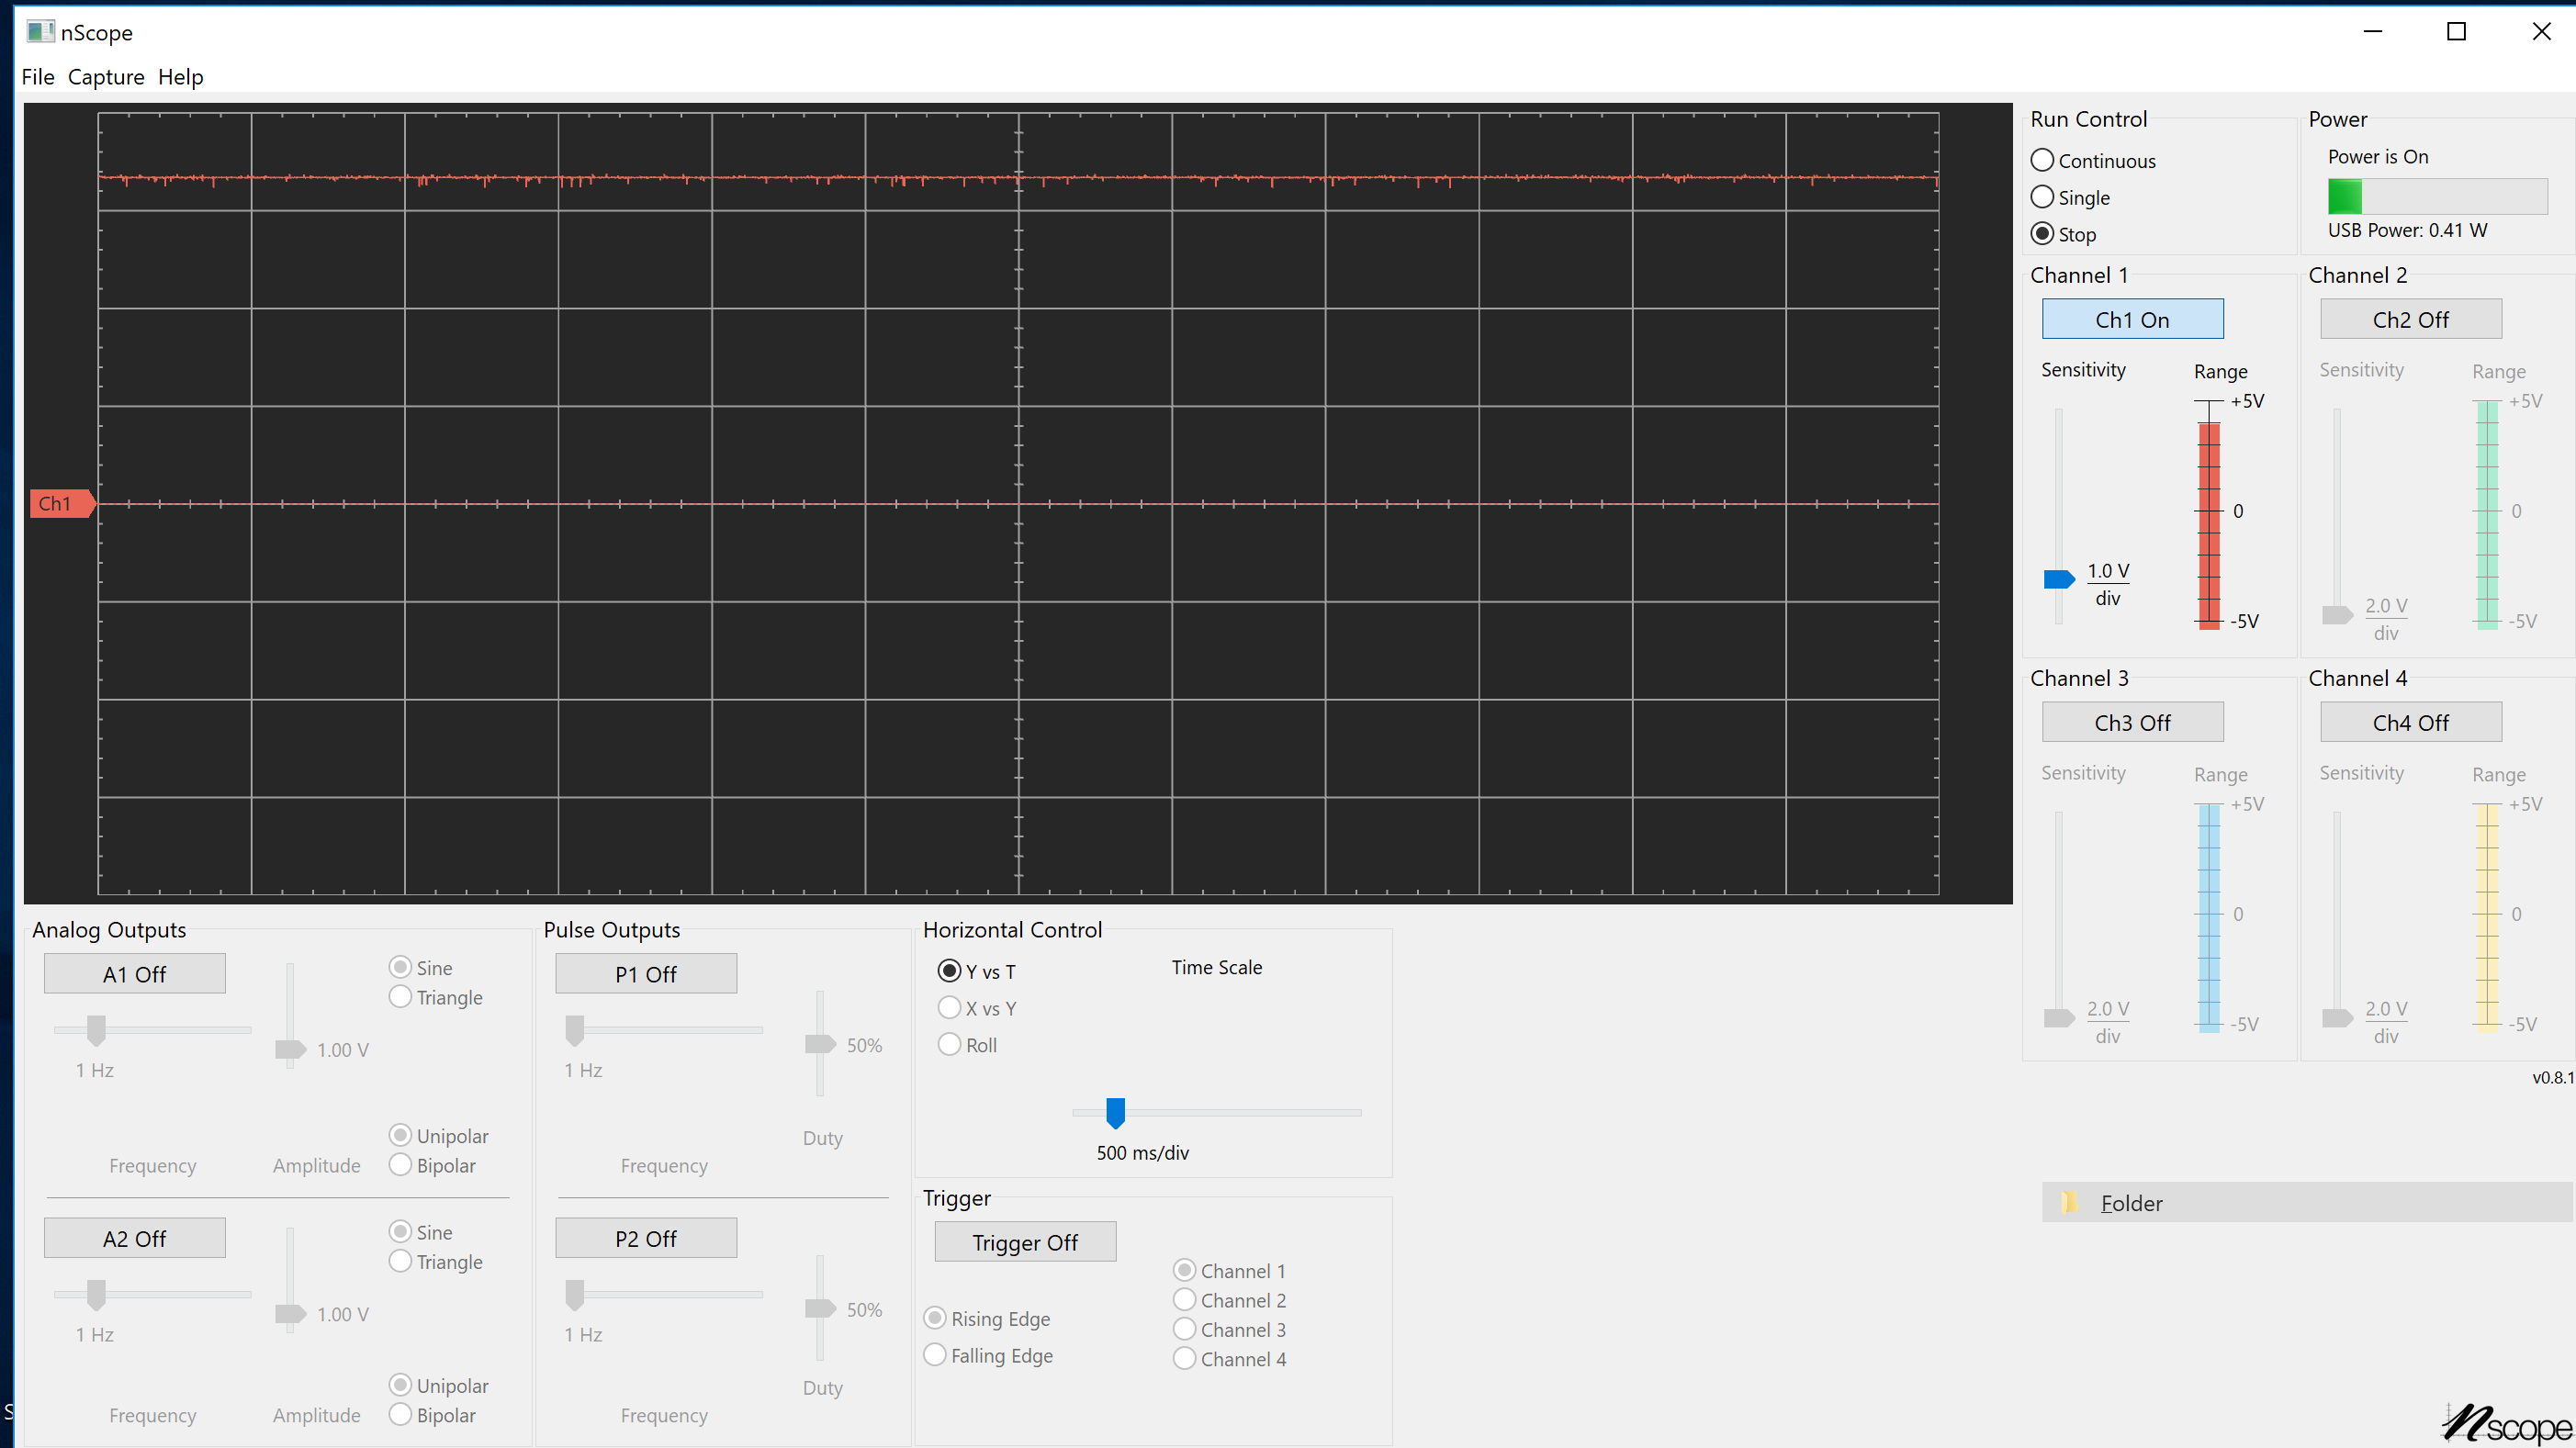 nScope
File Capture Help
Ch1
Run Control
Continuous
Single
Stop
Power
Power is On
USB Power: 0.41 W
Channel 1
Ch1 On
Sensitivity
Range
+5V
0
-5V
1.0 V
div
Channel 2
Ch2 Off
Sensitivity
Range
+5V
0
-5V
2.0 V
div
Channel 3
Ch3 Off
Sensitivity
Range
+5V
0
-5V
2.0 V
div
Channel 4
Ch4 Off
Sensitivity
Range
+5V
0
-5V
2.0 V
div
v0.8.1
Folder
Analog Outputs
A1 Off
Sine
Triangle
1.00 V
1 Hz
Unipolar
Bipolar
Frequency
Amplitude
A2 Off
Sine
Triangle
1.00 V
1 Hz
Unipolar
Bipolar
Frequency
Amplitude
Pulse Outputs
P1 Off
50%
1 Hz
Duty
Frequency
P2 Off
50%
1 Hz
Duty
Frequency
Horizontal Control
Y vs T
X vs Y
Roll
Time Scale
500 ms/div
Trigger
Trigger Off
Rising Edge
Falling Edge
Channel 1
Channel 2
Channel 3
Channel 4
nscope